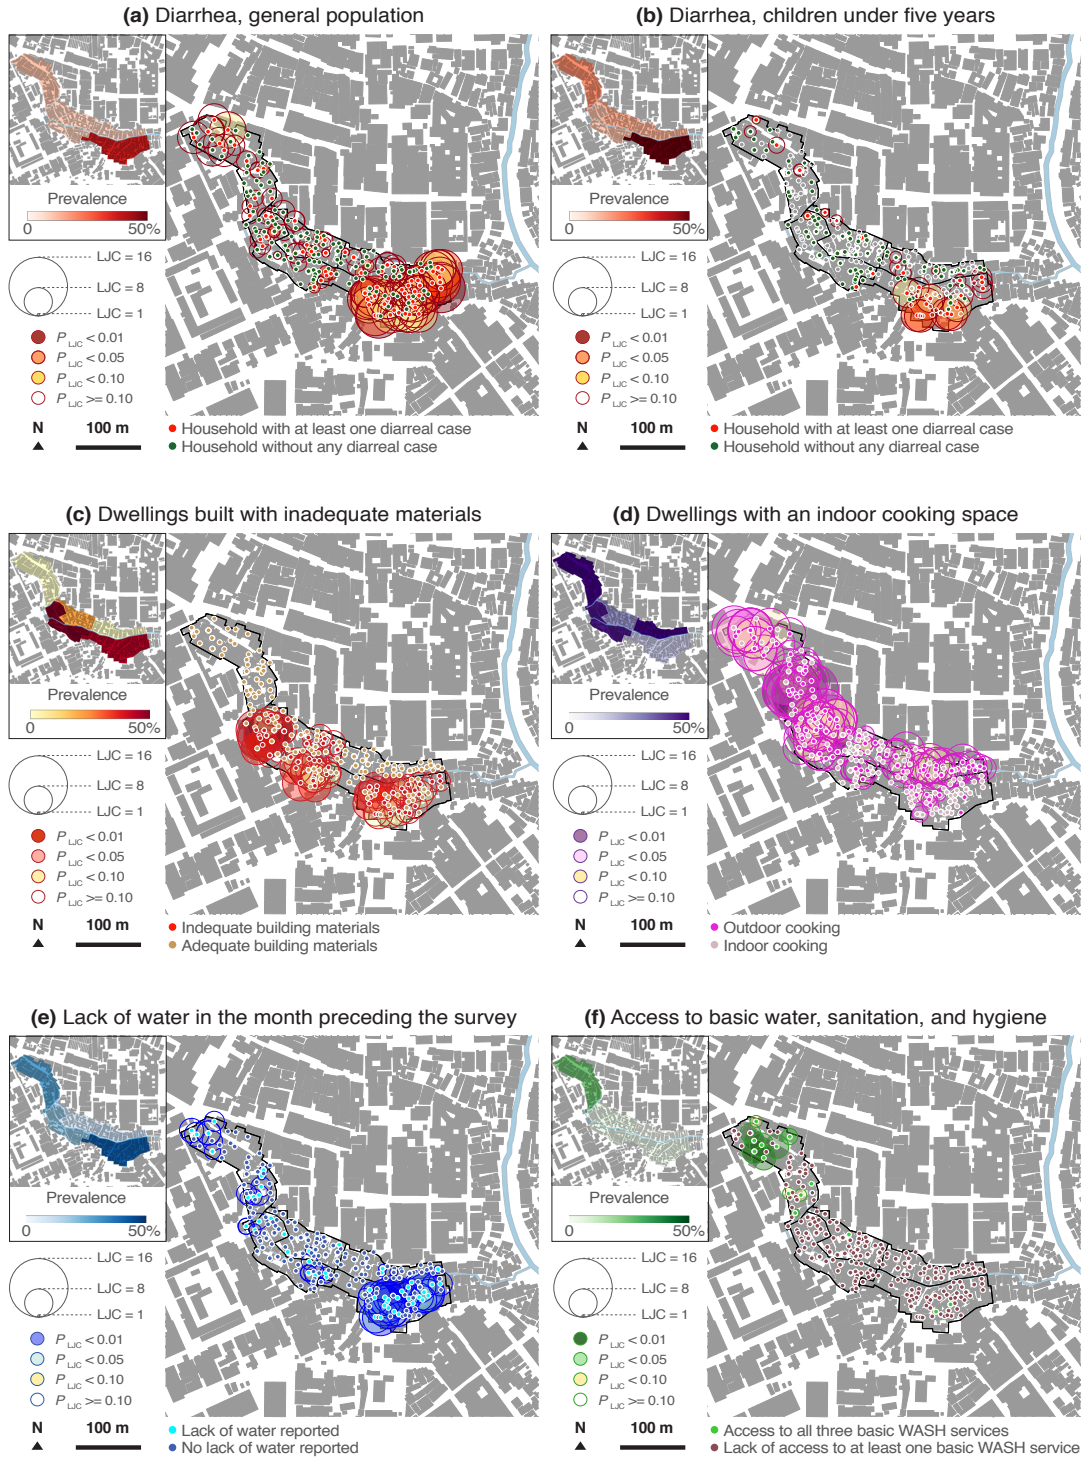 (a) Diarrhea, general population
Prevalence
0 50%
LJC = 16
LJC = 8
LJC = 1
P LJC < 0.01
P LJC < 0.05
P LJC < 0.10
P LJC >= 0.10
N 100 m
Household with at least one diarreal case
Household without any diarreal case
(b) Diarrhea, children under five years
Prevalence
0 50%
LJC = 16
LJC = 8
LJC = 1
P LJC < 0.01
P LJC < 0.05
P LJC < 0.10
P LJC >= 0.10
N 100 m
Household with at least one diarreal case
Household without any diarreal case
(c) Dwellings built with inadequate materials
Prevalence
0 50%
LJC = 16
LJC = 8
LJC = 1
P LJC < 0.01
P LJC < 0.05
P LJC < 0.10
P LJC >= 0.10
N 100 m
Indequate building materials
Adequate building materials
(d) Dwellings with an indoor cooking space
Prevalence
0 50%
LJC = 16
LJC = 8
LJC = 1
P LJC < 0.01
P LJC < 0.05
P LJC < 0.10
P LJC >= 0.10
N 100 m
Outdoor cooking
Indoor cooking
(e) Lack of water in the month preceding the survey
Prevalence
0 50%
LJC = 16
LJC = 8
LJC = 1
P LJC < 0.01
P LJC < 0.05
P LJC < 0.10
P LJC >= 0.10
N 100 m
Lack of water reported
No lack of water reported
(f) Access to basic water, sanitation, and hygiene
Prevalence
0 50%
LJC = 16
LJC = 8
LJC = 1
P LJC < 0.01
P LJC < 0.05
P LJC < 0.10
P LJC >= 0.10
N 100 m
Access to all three basic WASH services
Lack of access to at least one basic WASH service